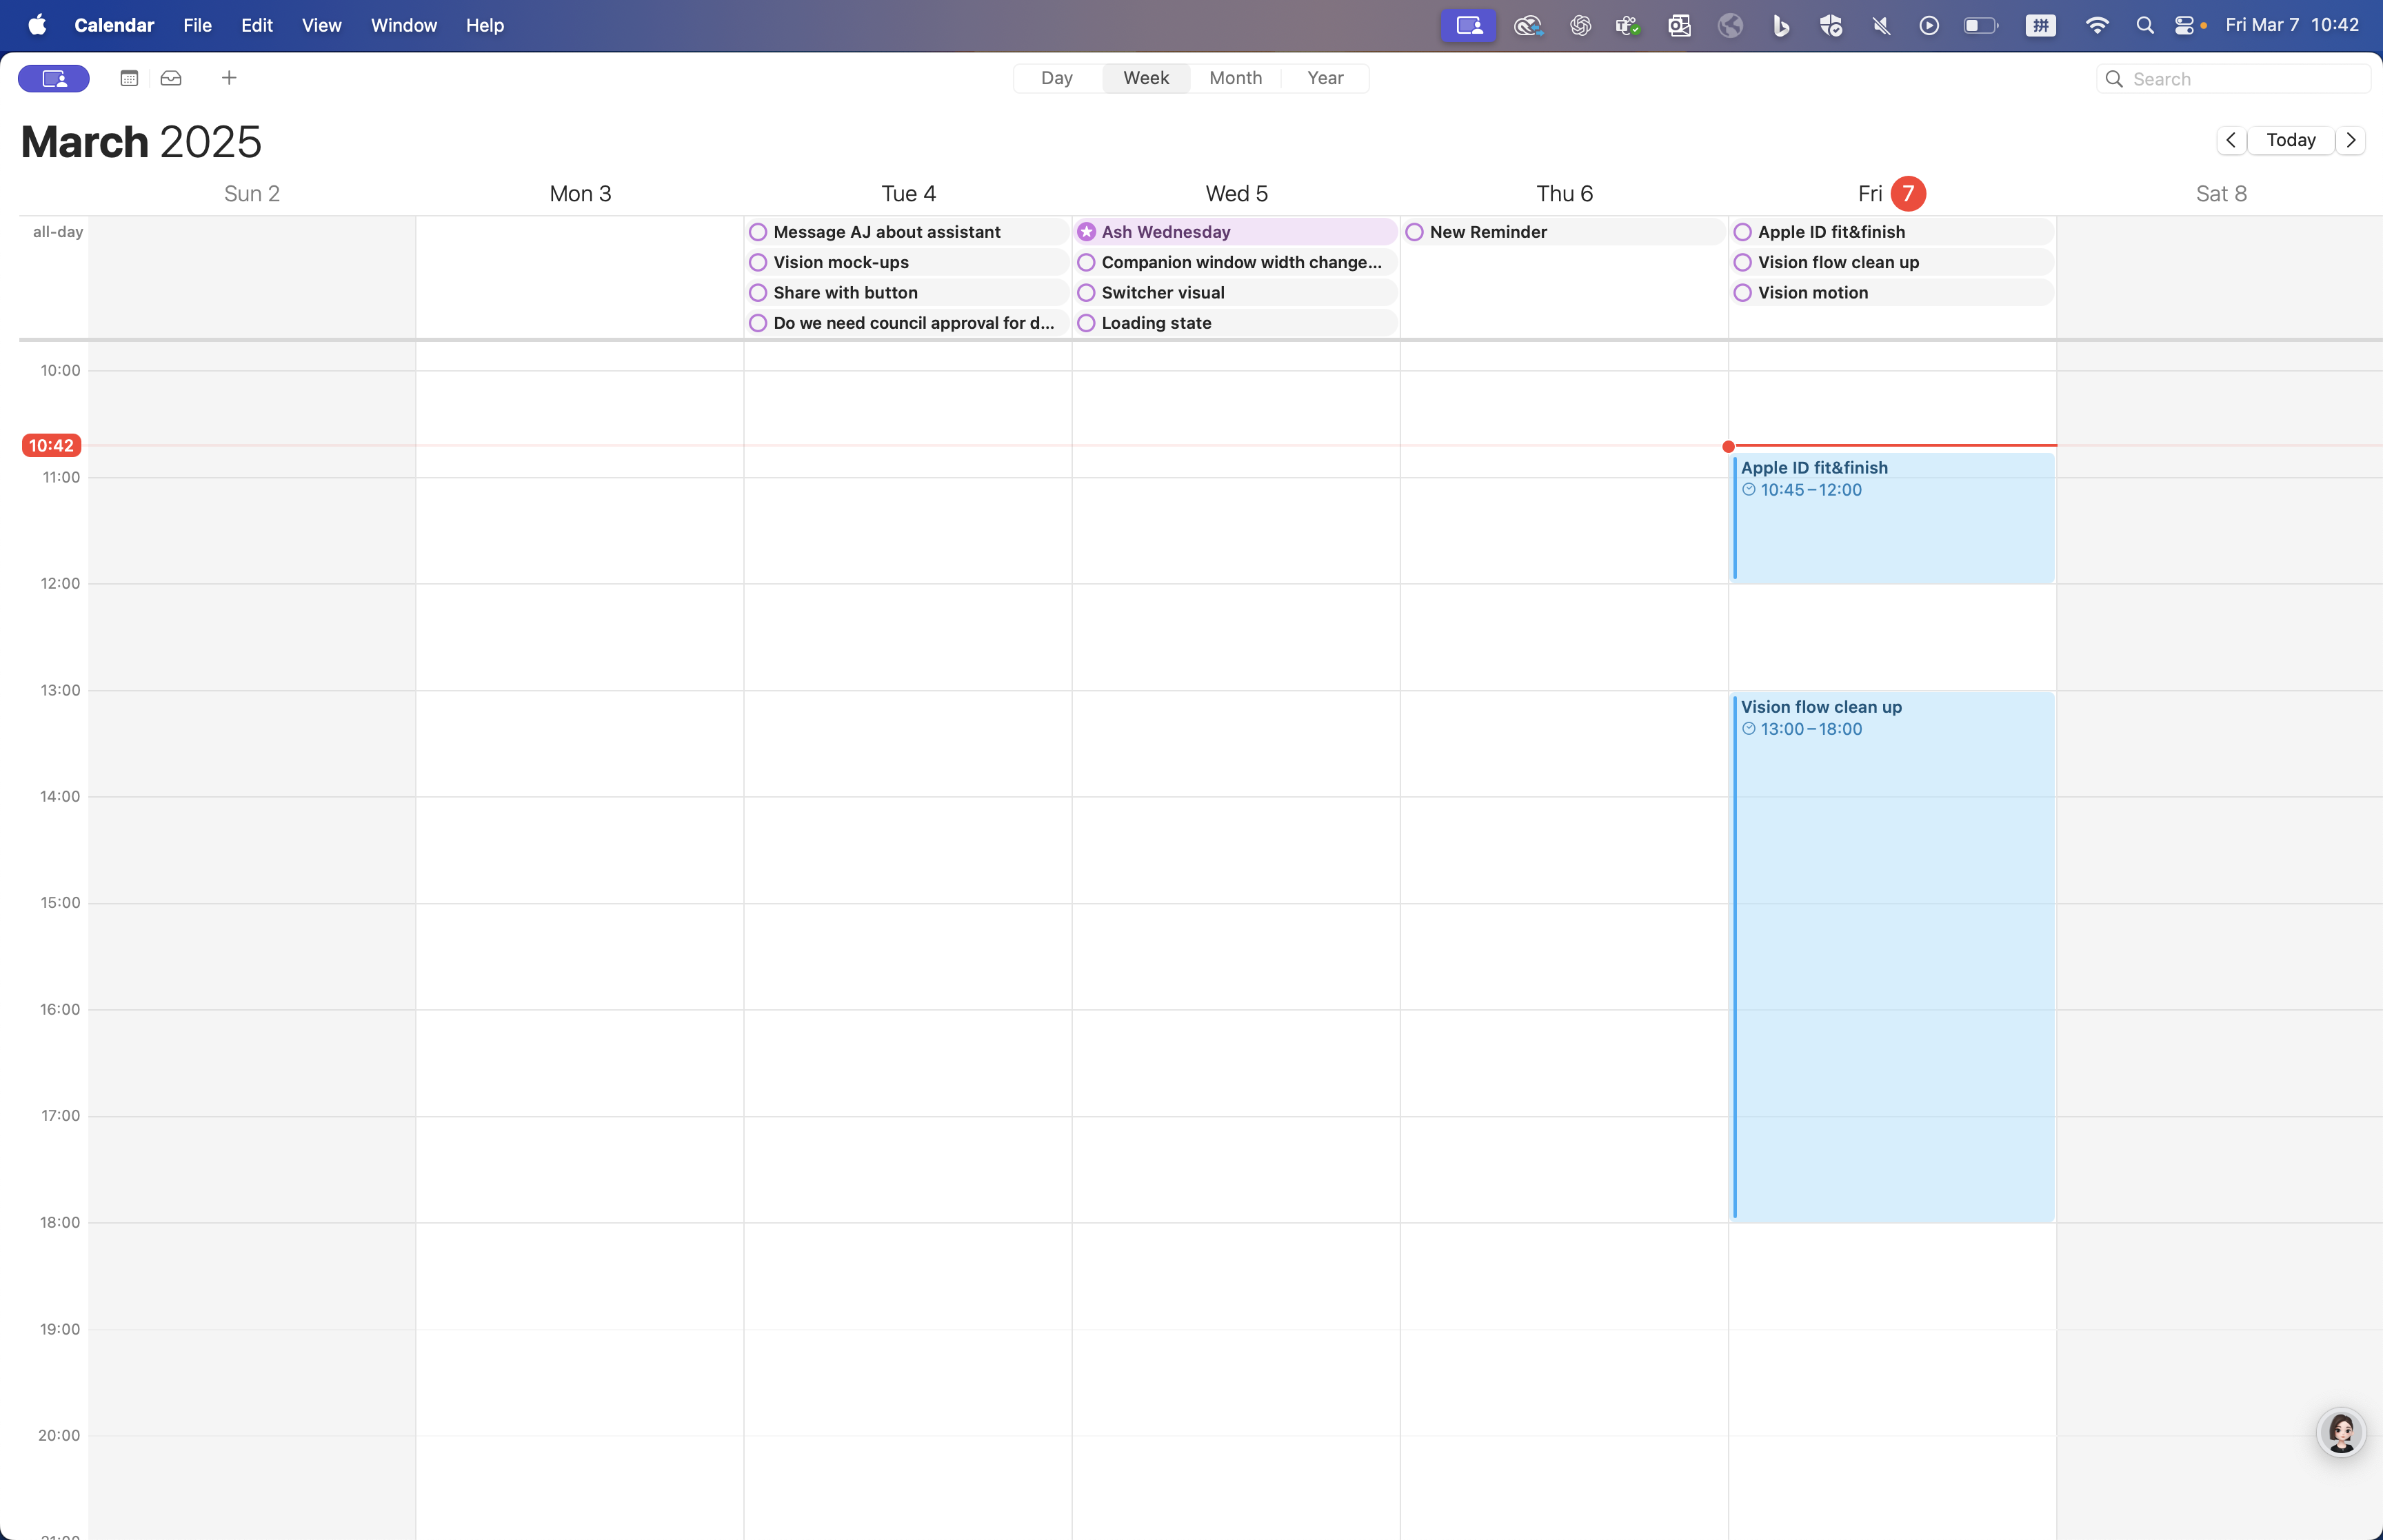 Calendar File Edit View Window Help 拼 Fri Mar 7 10:42
Day Week Month Year Search
March 2025 Today
Sun 2 Mon 3 Tue 4 Wed 5 Thu 6 Fri 7 Sat 8
all-day
Message AJ about assistant
Vision mock-ups
Share with button
Do we need council approval for d...
Ash Wednesday
Companion window width change...
Switcher visual
Loading state
New Reminder
Apple ID fit&finish
Vision flow clean up
Vision motion
10:00
10:42
11:00
12:00
13:00
14:00
15:00
16:00
17:00
18:00
19:00
20:00
21:00
Apple ID fit&finish
10:45–12:00
Vision flow clean up
13:00–18:00